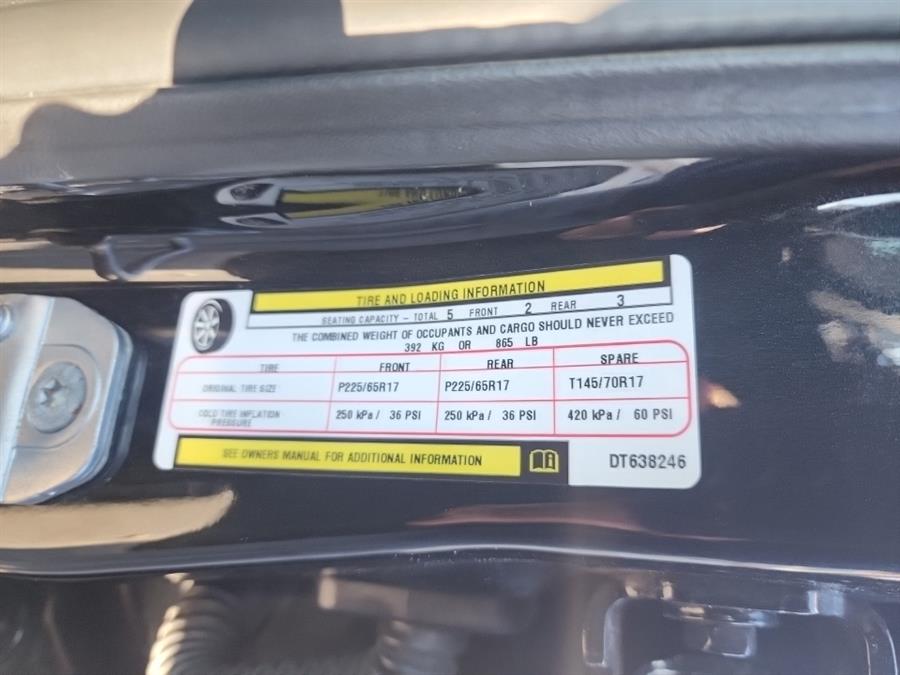 TIRE AND LOADING INFORMATION
SEATING CAPACITY - TOTAL 5 FRONT 2 REAR 3
THE COMBINED WEIGHT OF OCCUPANTS AND CARGO SHOULD NEVER EXCEED
392 KG OR 865 LB
TIRE FRONT REAR SPARE
ORIGINAL TIRE SIZE P225/65R17 P225/65R17 T145/70R17
COLD TIRE INFLATION PRESSURE 250 kPa / 36 PSI 250 kPa / 36 PSI 420 kPa / 60 PSI
SEE OWNERS MANUAL FOR ADDITIONAL INFORMATION
DT638246